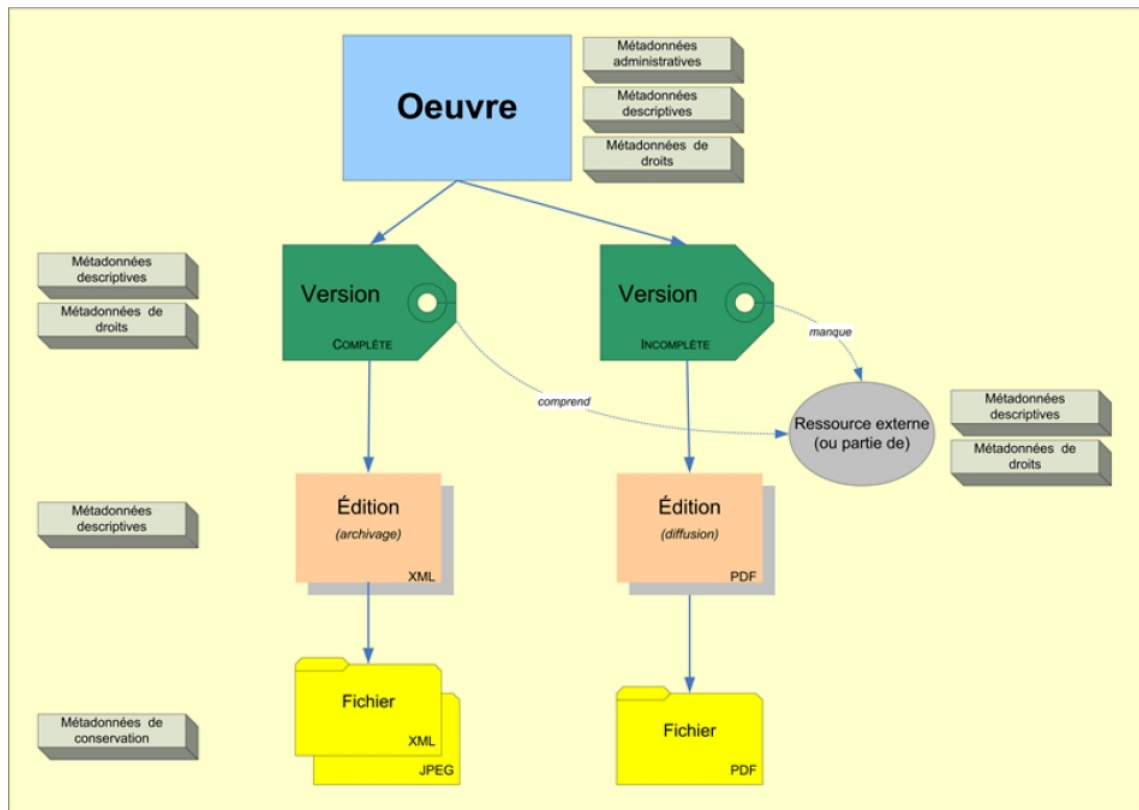 Oeuvre
Métadonnées
administratives
Métadonnées
descriptives
Métadonnées de
droits
Métadonnées
descriptives
Métadonnées de
droits
Version
COMPLÈTE
Version
INCOMPLÈTE
manque
comprend
Ressource externe
(ou partie de)
Métadonnées
descriptives
Métadonnées de
droits
Métadonnées
descriptives
Édition
(archivage)
XML
Édition
(diffusion)
PDF
Métadonnées de
conservation
Fichier
XML
JPEG
Fichier
PDF